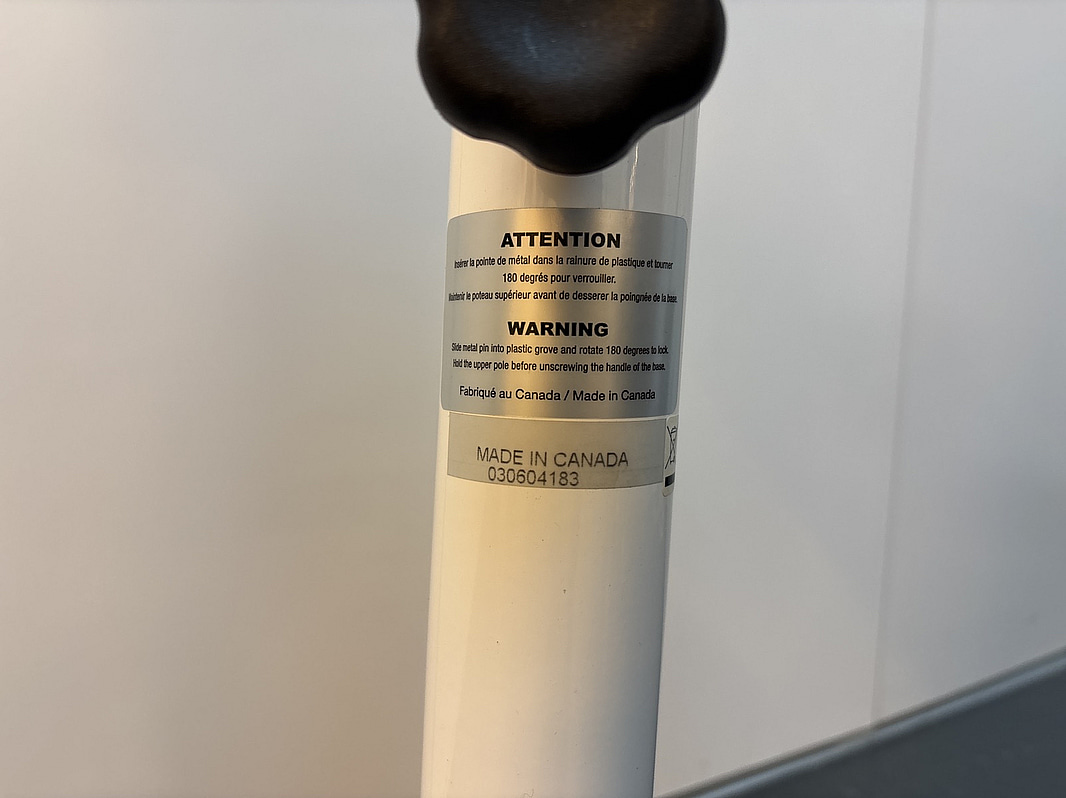 ATTENTION
Insérer la pointe de métal dans la rainure de plastique et tourner
180 degrés pour verrouiller.
Maintenir le poteau supérieur avant de desserer la poingnée de la base.
WARNING
Slide metal pin into plastic grove and rotate 180 degrees to lock.
Hold the upper pole before unscrewing the handle of the base.
Fabriqué au Canada / Made in Canada
MADE IN CANADA
030604183